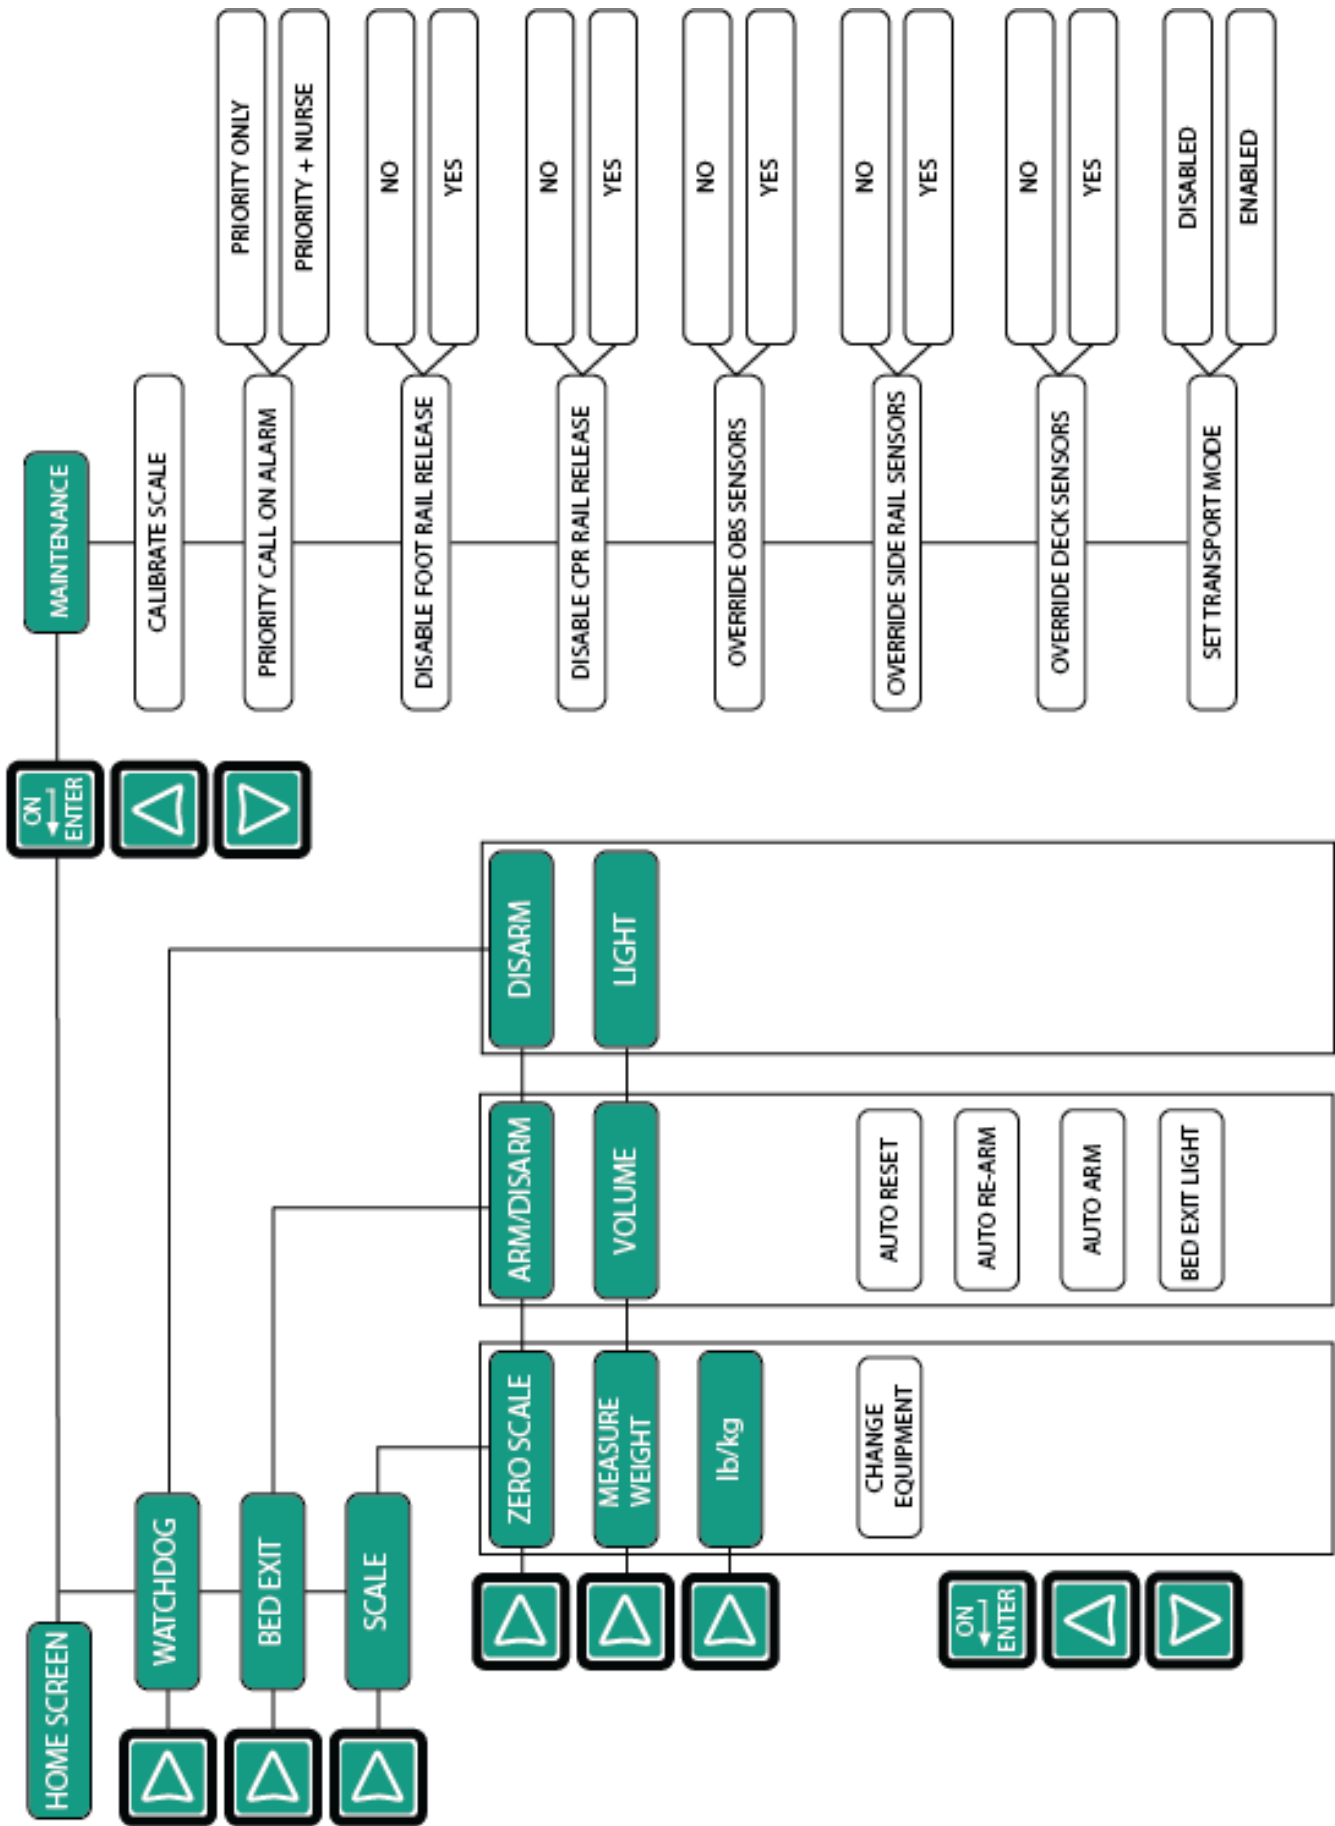 HOME SCREEN
ON
ENTER
MAINTENANCE
WATCHDOG
BED EXIT
SCALE
ZERO SCALE
ARM/DISARM
DISARM
MEASURE
WEIGHT
VOLUME
LIGHT
lb/kg
CHANGE
EQUIPMENT
AUTO RESET
AUTO RE-ARM
AUTO ARM
BED EXIT LIGHT
ON
ENTER
CALIBRATE SCALE
PRIORITY CALL ON ALARM
PRIORITY ONLY
PRIORITY + NURSE
DISABLE FOOT RAIL RELEASE
NO
YES
DISABLE CPR RAIL RELEASE
NO
YES
OVERRIDE OBS SENSORS
NO
YES
OVERRIDE SIDE RAIL SENSORS
NO
YES
OVERRIDE DECK SENSORS
NO
YES
SET TRANSPORT MODE
DISABLED
ENABLED